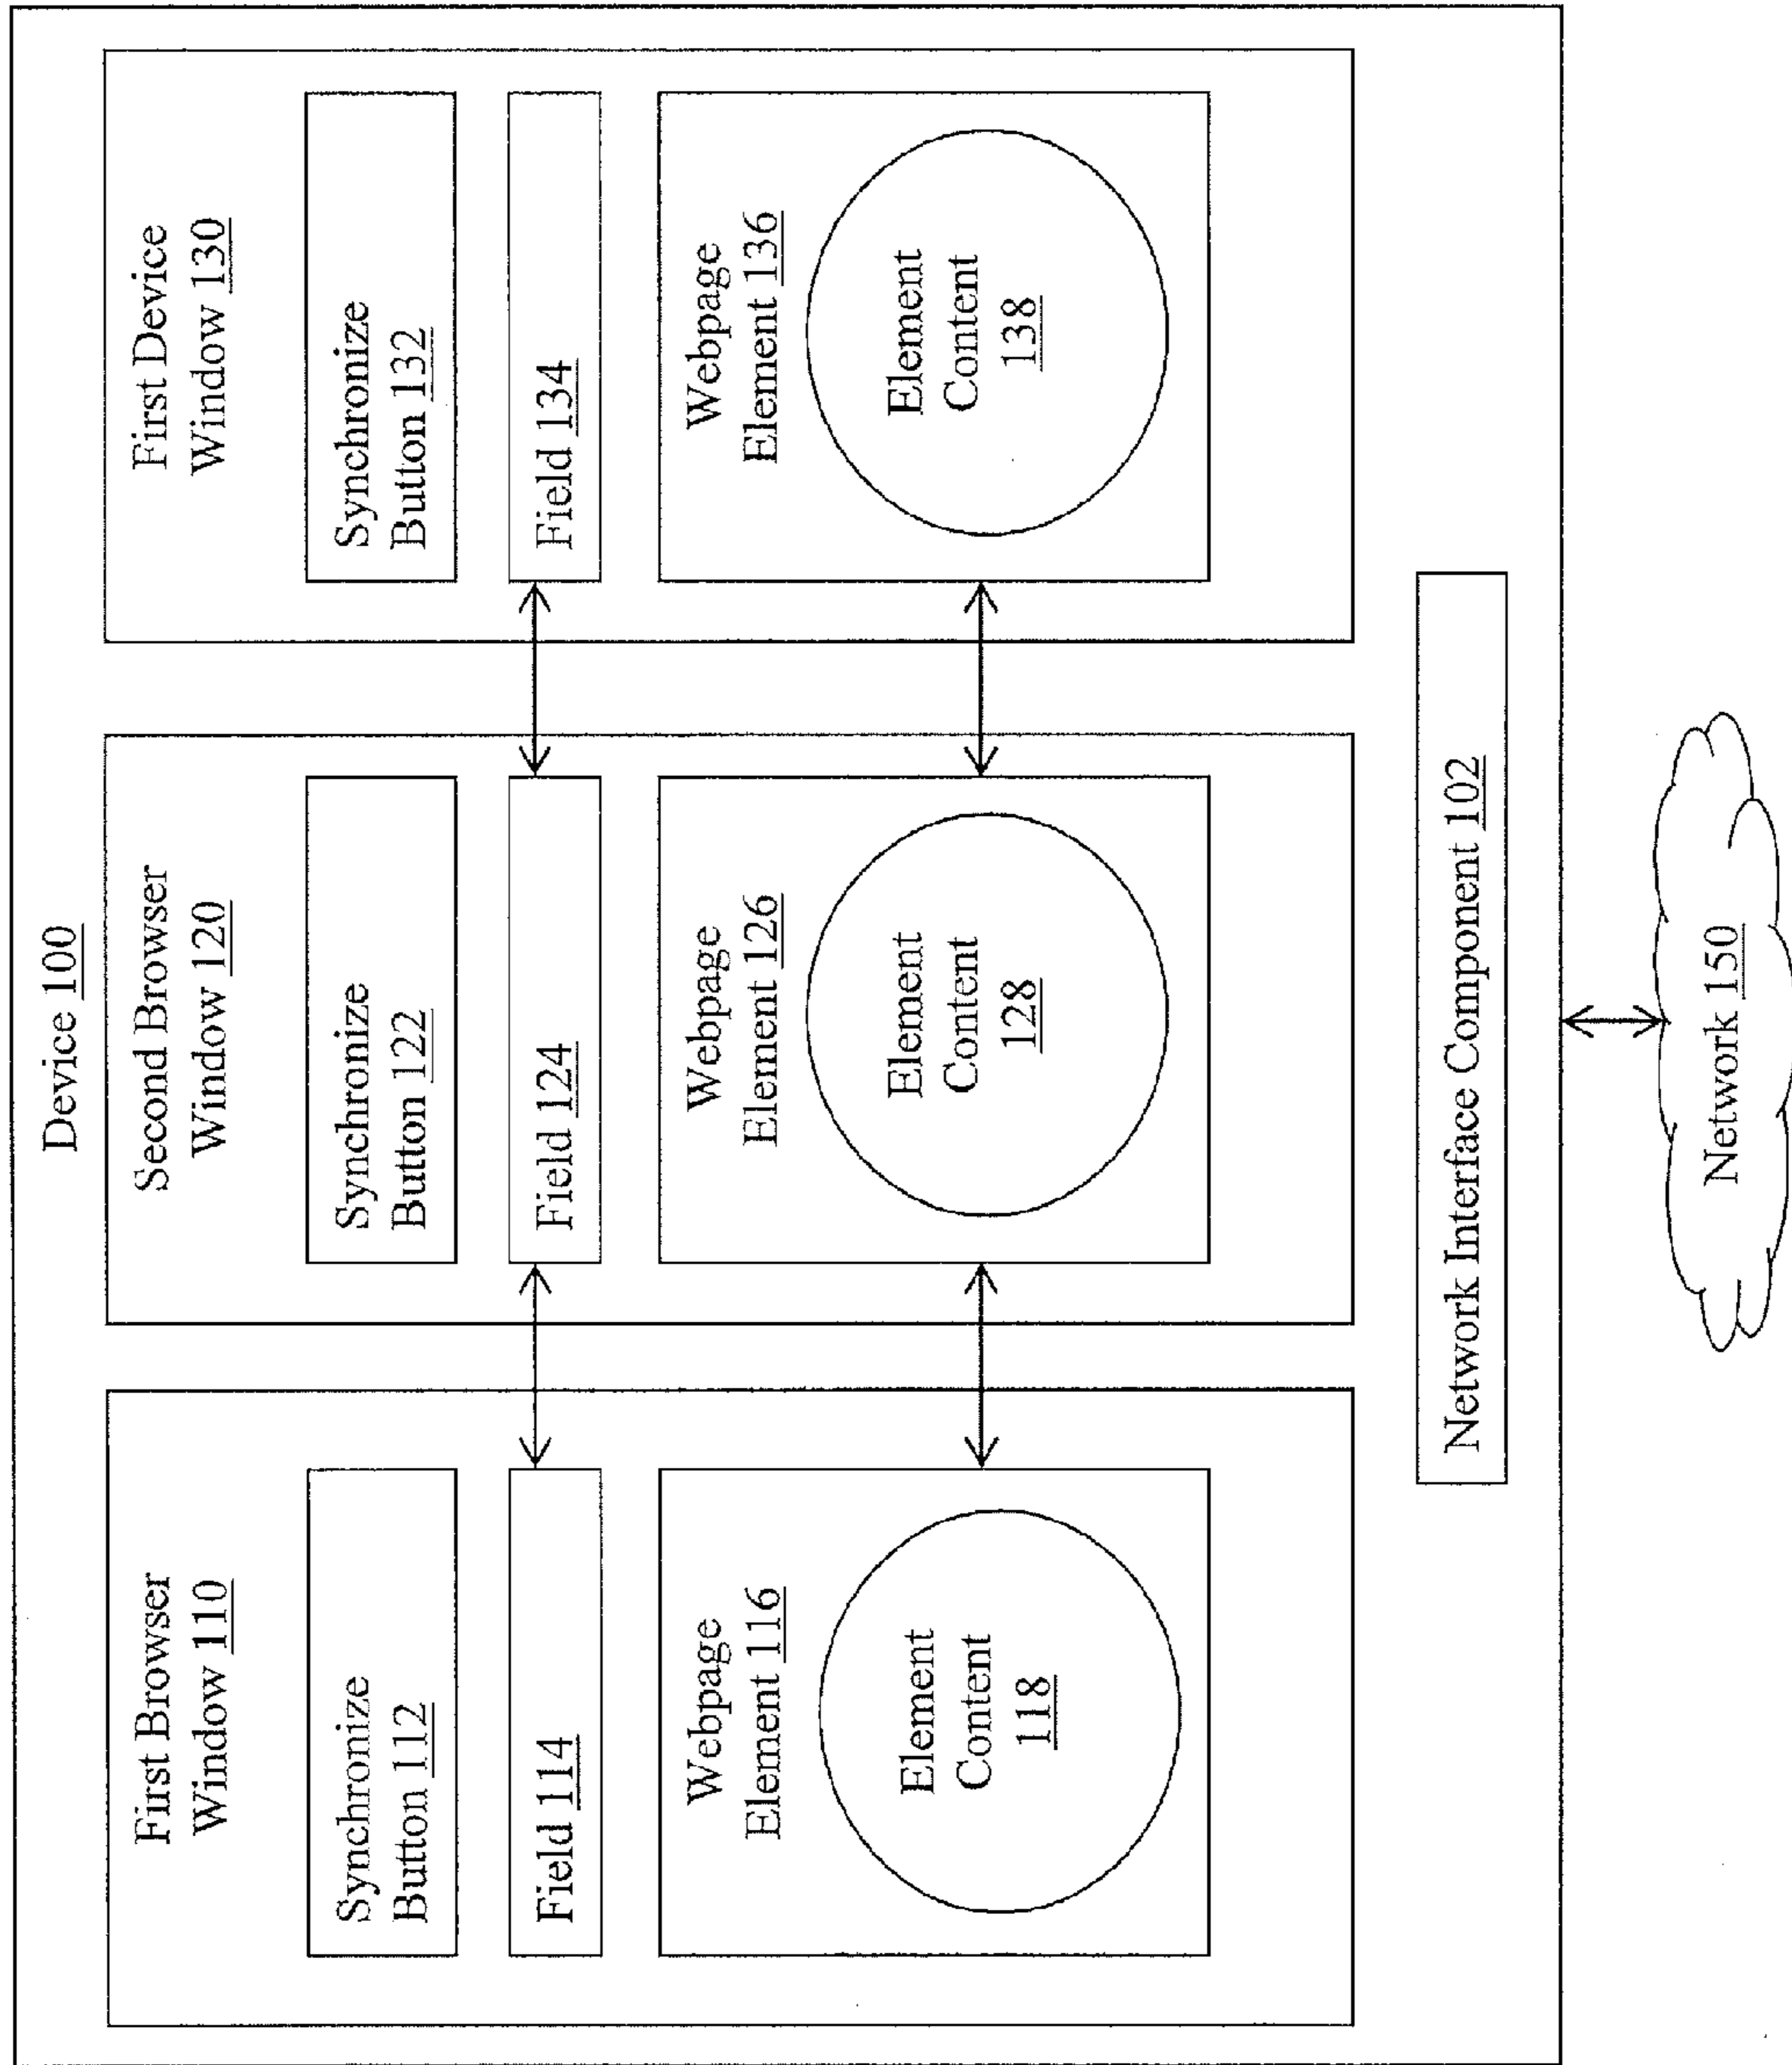 Device 100
First Browser
Window 110
Synchronize
Button 112
Field 114
Webpage
Element 116
Element
Content
118
Second Browser
Window 120
Synchronize
Button 122
Field 124
Webpage
Element 126
Element
Content
128
First Device
Window 130
Synchronize
Button 132
Field 134
Webpage
Element 136
Element
Content
138
Network Interface Component 102
Network 150